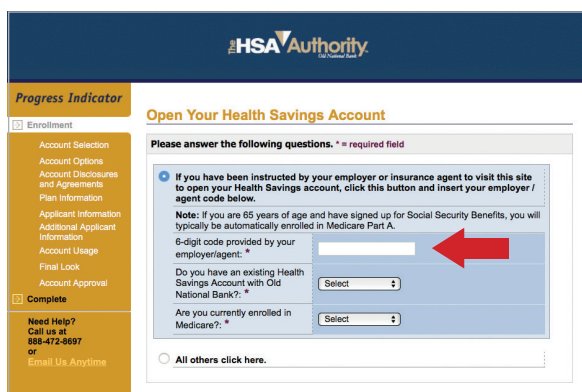 The HSA Authority.
Old National Bank
Progress Indicator
Enrollment
Account Selection
Account Options
Account Disclosures
and Agreements
Plan Information
Applicant Information
Additional Applicant
Information
Account Usage
Final Look
Account Approval
Complete
Need Help?
Call us at
888-472-8697
or
Email Us Anytime
Open Your Health Savings Account
Please answer the following questions. * = required field
If you have been instructed by your employer or insurance agent to visit this site
to open your Health Savings account, click this button and insert your employer /
agent code below.
Note: If you are 65 years of age and have signed up for Social Security Benefits, you will
typically be automatically enrolled in Medicare Part A.
6-digit code provided by your
employer/agent: *
Do you have an existing Health
Savings Account with Old
National Bank?: *
Select
Are you currently enrolled in
Medicare?: *
Select
All others click here.